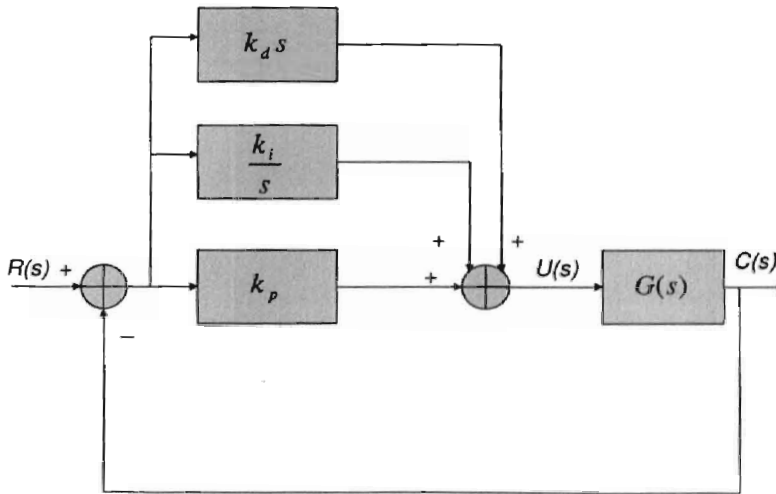 k_d s
k_i
s
+ +
R(s) + k_p + U(s) G(s) C(s)
−